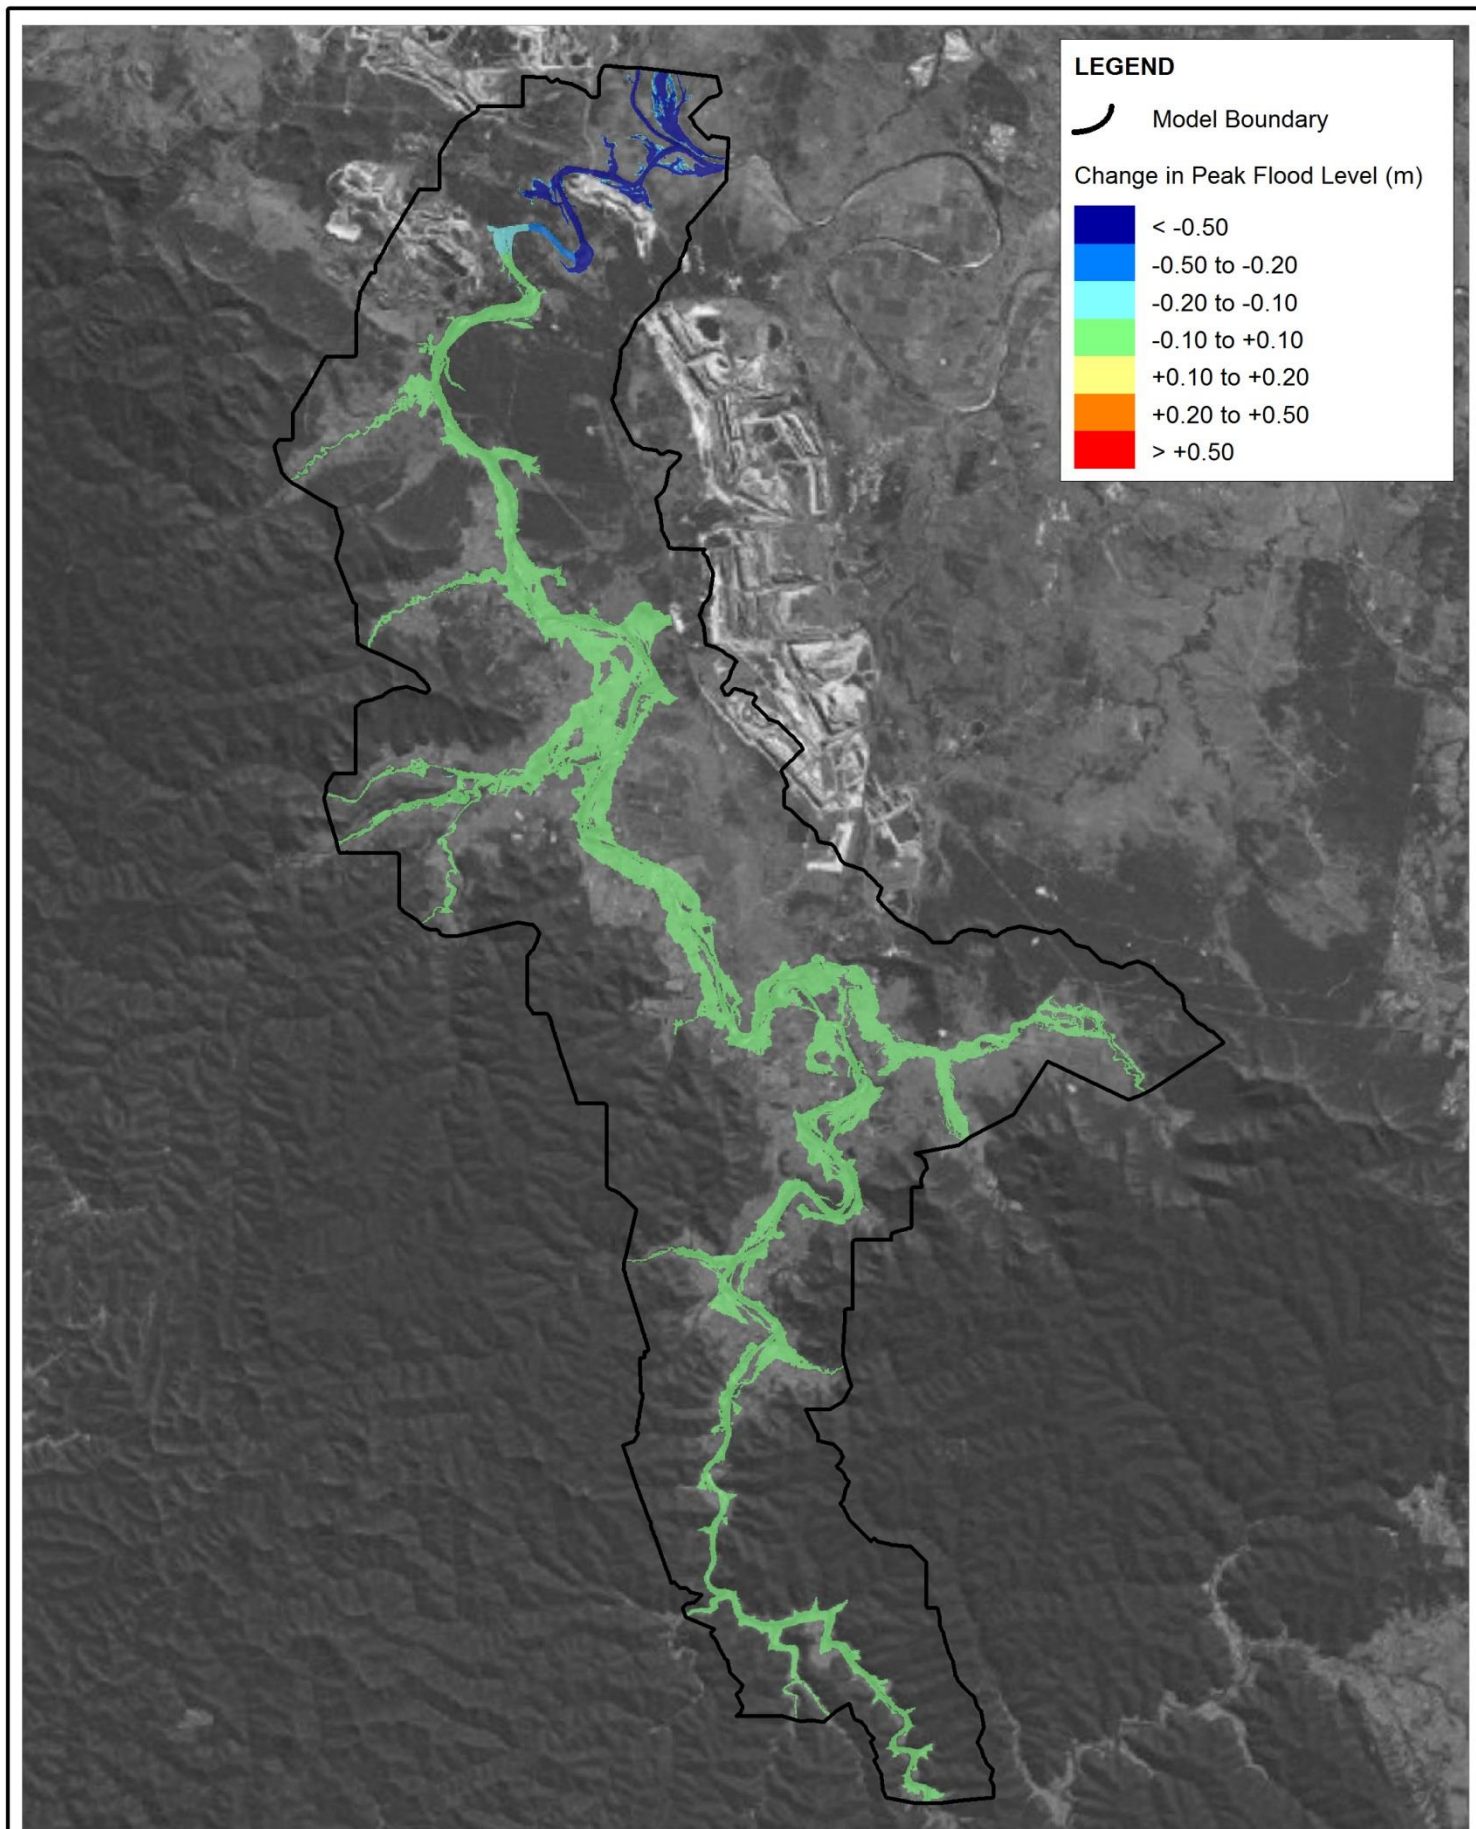 LEGEND
Model Boundary
Change in Peak Flood Level (m)
< -0.50
-0.50 to -0.20
-0.20 to -0.10
-0.10 to +0.10
+0.10 to +0.20
+0.20 to +0.50
> +0.50